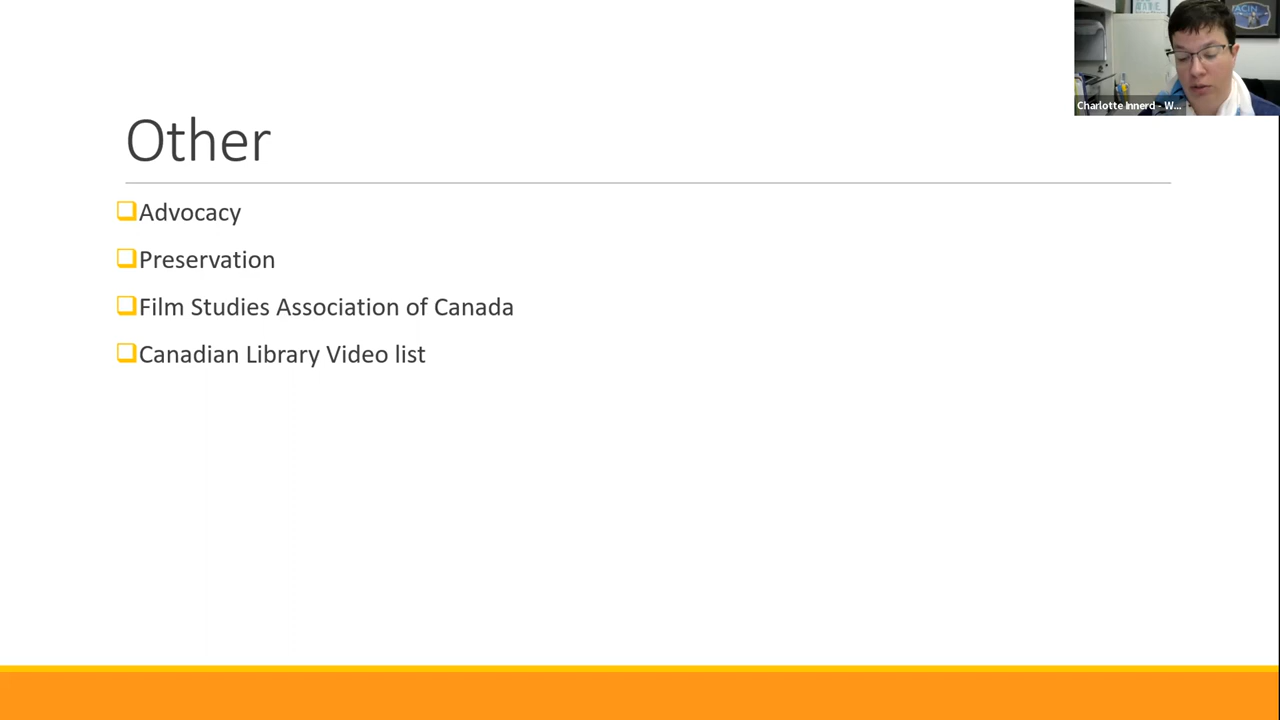 Other
Advocacy
Preservation
Film Studies Association of Canada
Canadian Library Video list
Charlotte Innerd - W...